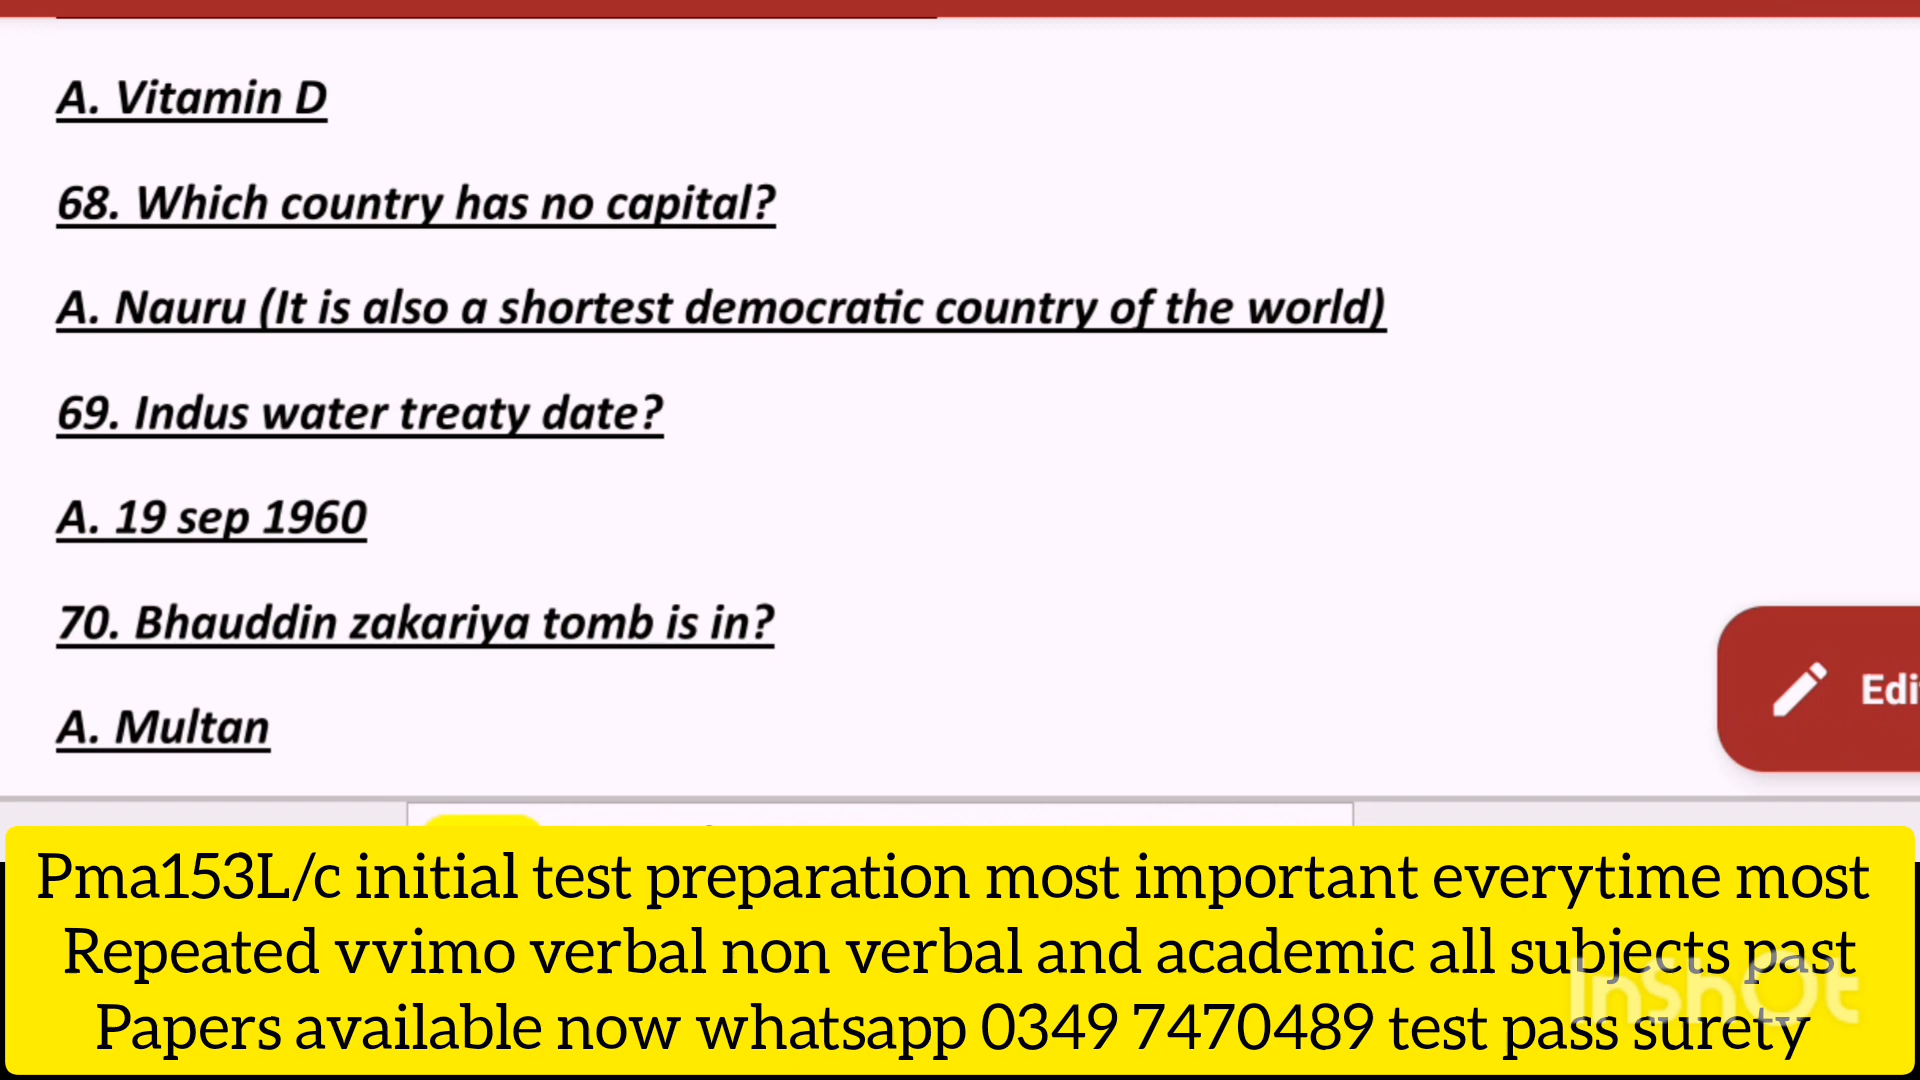 A. Vitamin D
68. Which country has no capital?
A. Nauru (It is also a shortest democratic country of the world)
69. Indus water treaty date?
A. 19 sep 1960
70. Bhauddin zakariya tomb is in?
A. Multan
Edi
Pma153L/c initial test preparation most important everytime most
Repeated vvimo verbal non verbal and academic all subjects past
Papers available now whatsapp 0349 7470489 test pass surety
InShOt